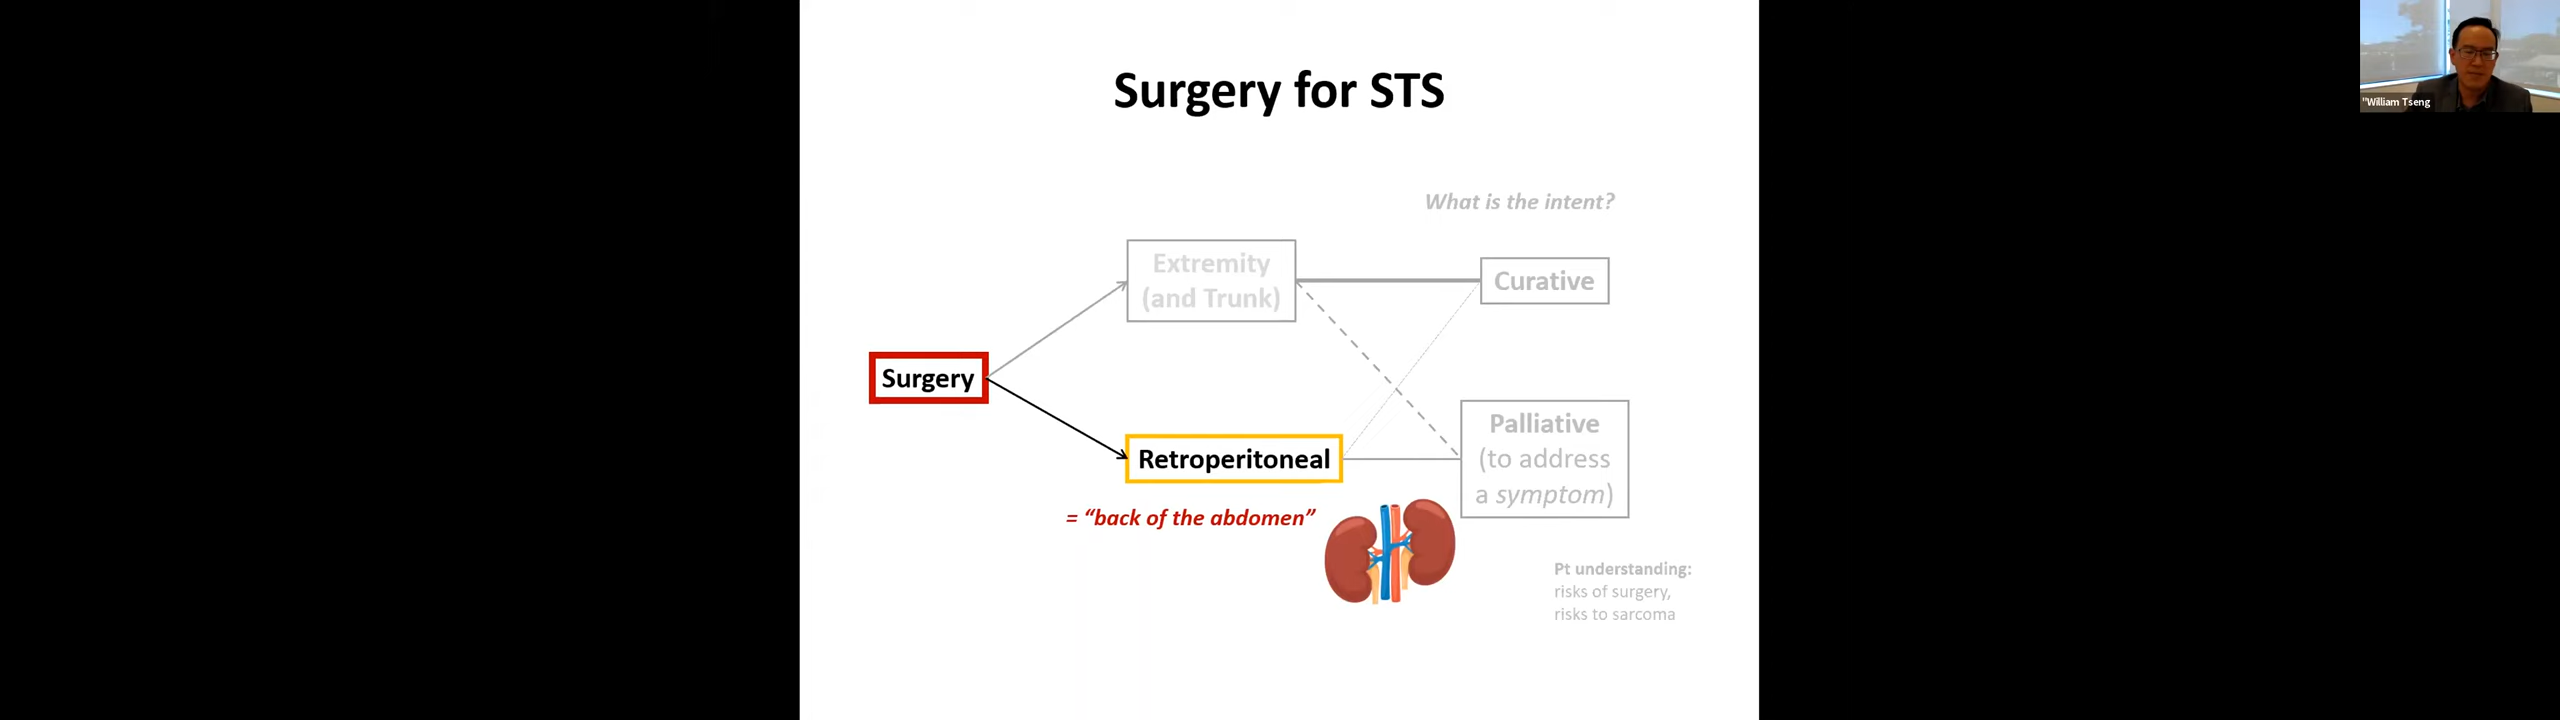 Surgery for STS
"William Tseng
What is the intent?
Extremity
(and Trunk)
Curative
Surgery
Retroperitoneal
= “back of the abdomen”
Palliative
(to address
a symptom)
Pt understanding:
risks of surgery,
risks to sarcoma